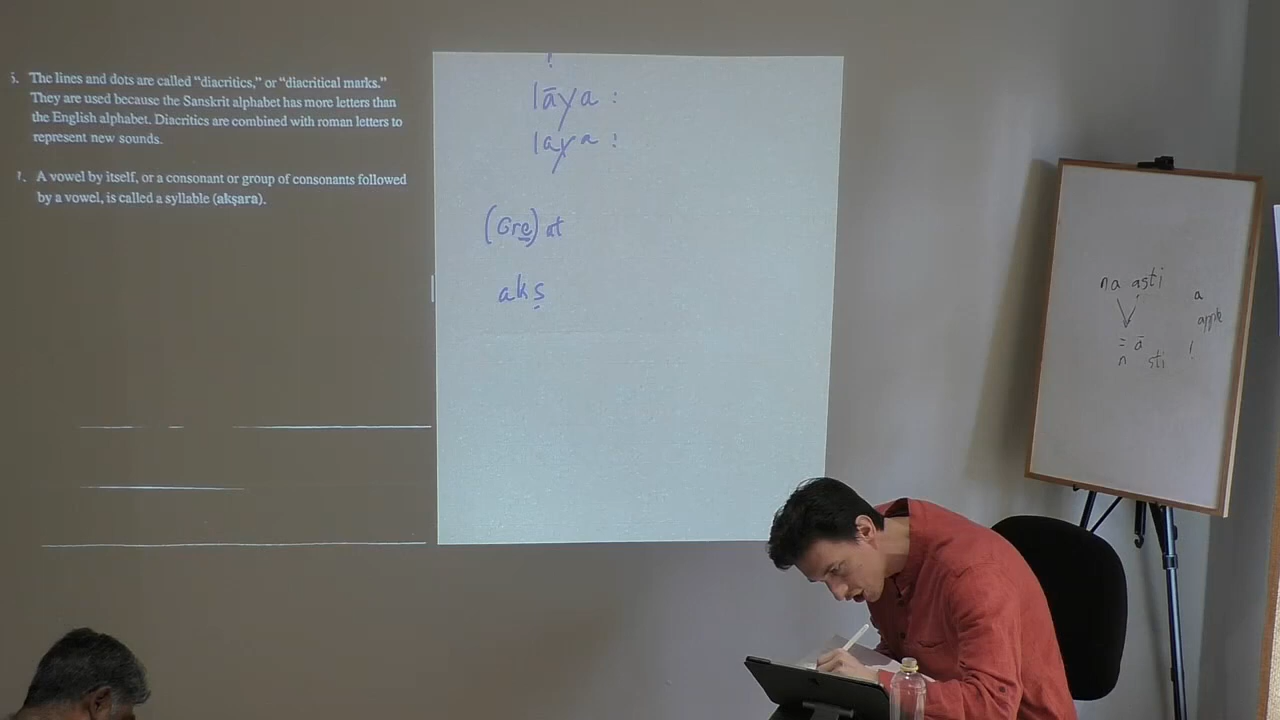 The lines and dots are called “diacritics,” or “diacritical marks.”
They are used because the Sanskrit alphabet has more letters than
the English alphabet. Diacritics are combined with roman letters to
represent new sounds.
A vowel by itself, or a consonant or group of consonants followed
by a vowel, is called a syllable (akṣara).
lāya :
laya :
(Gre) at
akṣ
na asti
= ā
n sti
a
apple